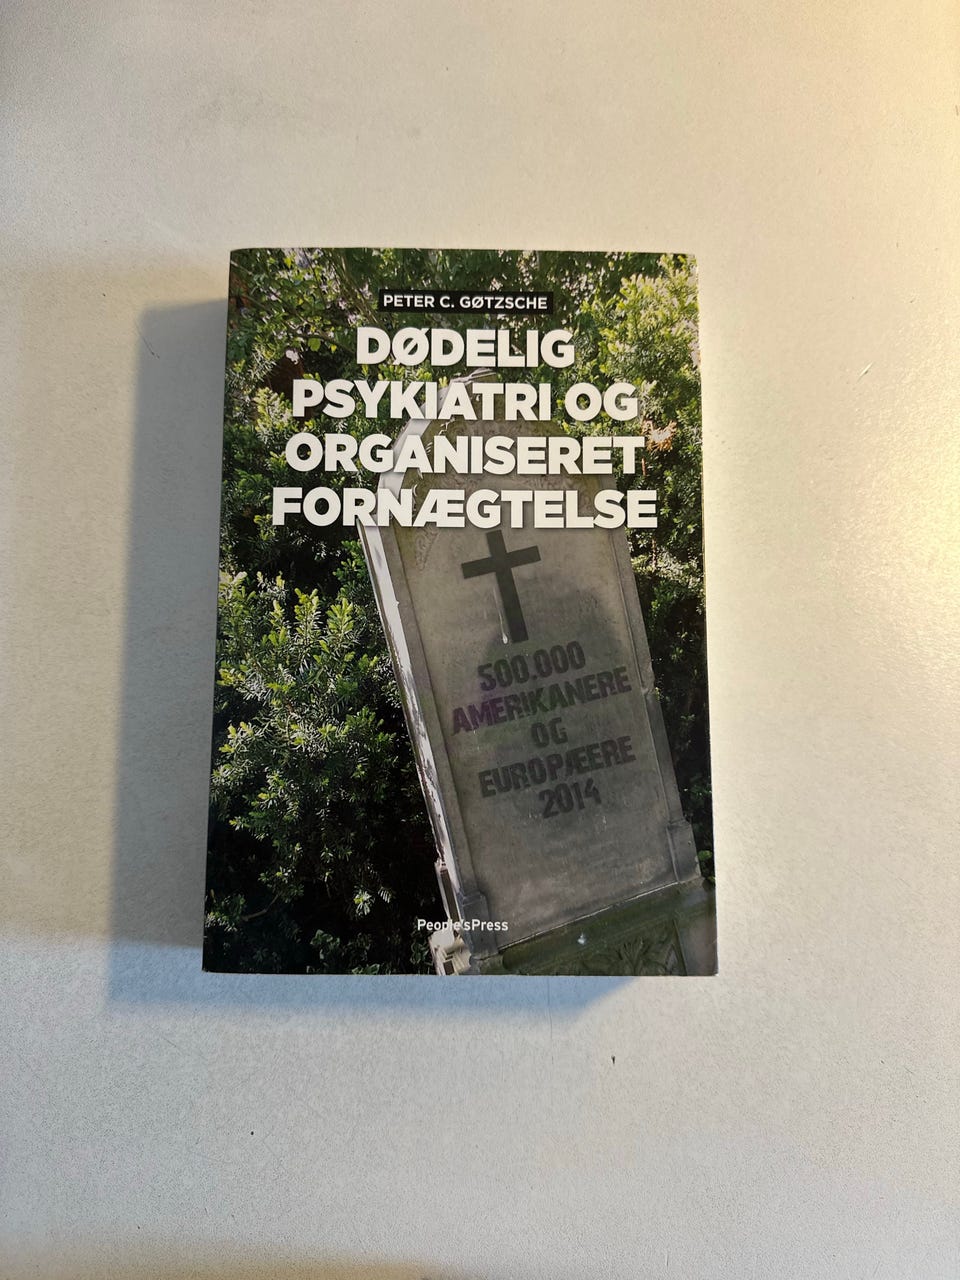 PETER C. GØTZSCHE
DØDELIG
PSYKIATRI OG
ORGANISERET
FORNÆGTELSE
500.000
AMERIKANERE
OG
EUROPÆERE
2014
People'sPress